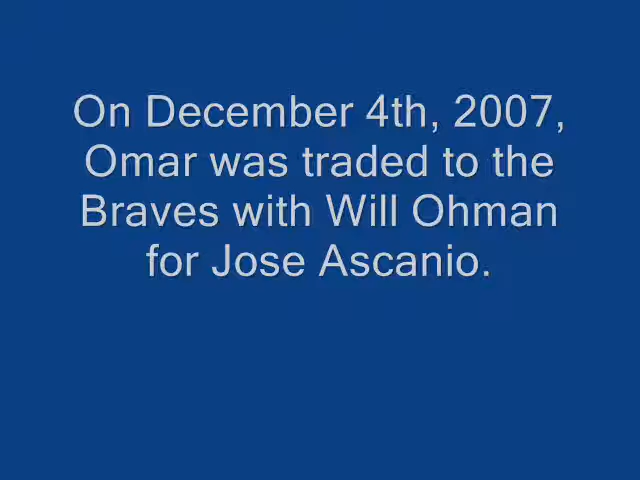 On December 4th, 2007,
Omar was traded to the
Braves with Will Ohman
for Jose Ascanio.